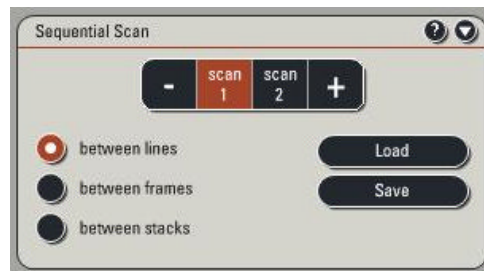 Sequential Scan ?
- scan 1 scan 2 +
between lines
Load
between frames
Save
between stacks